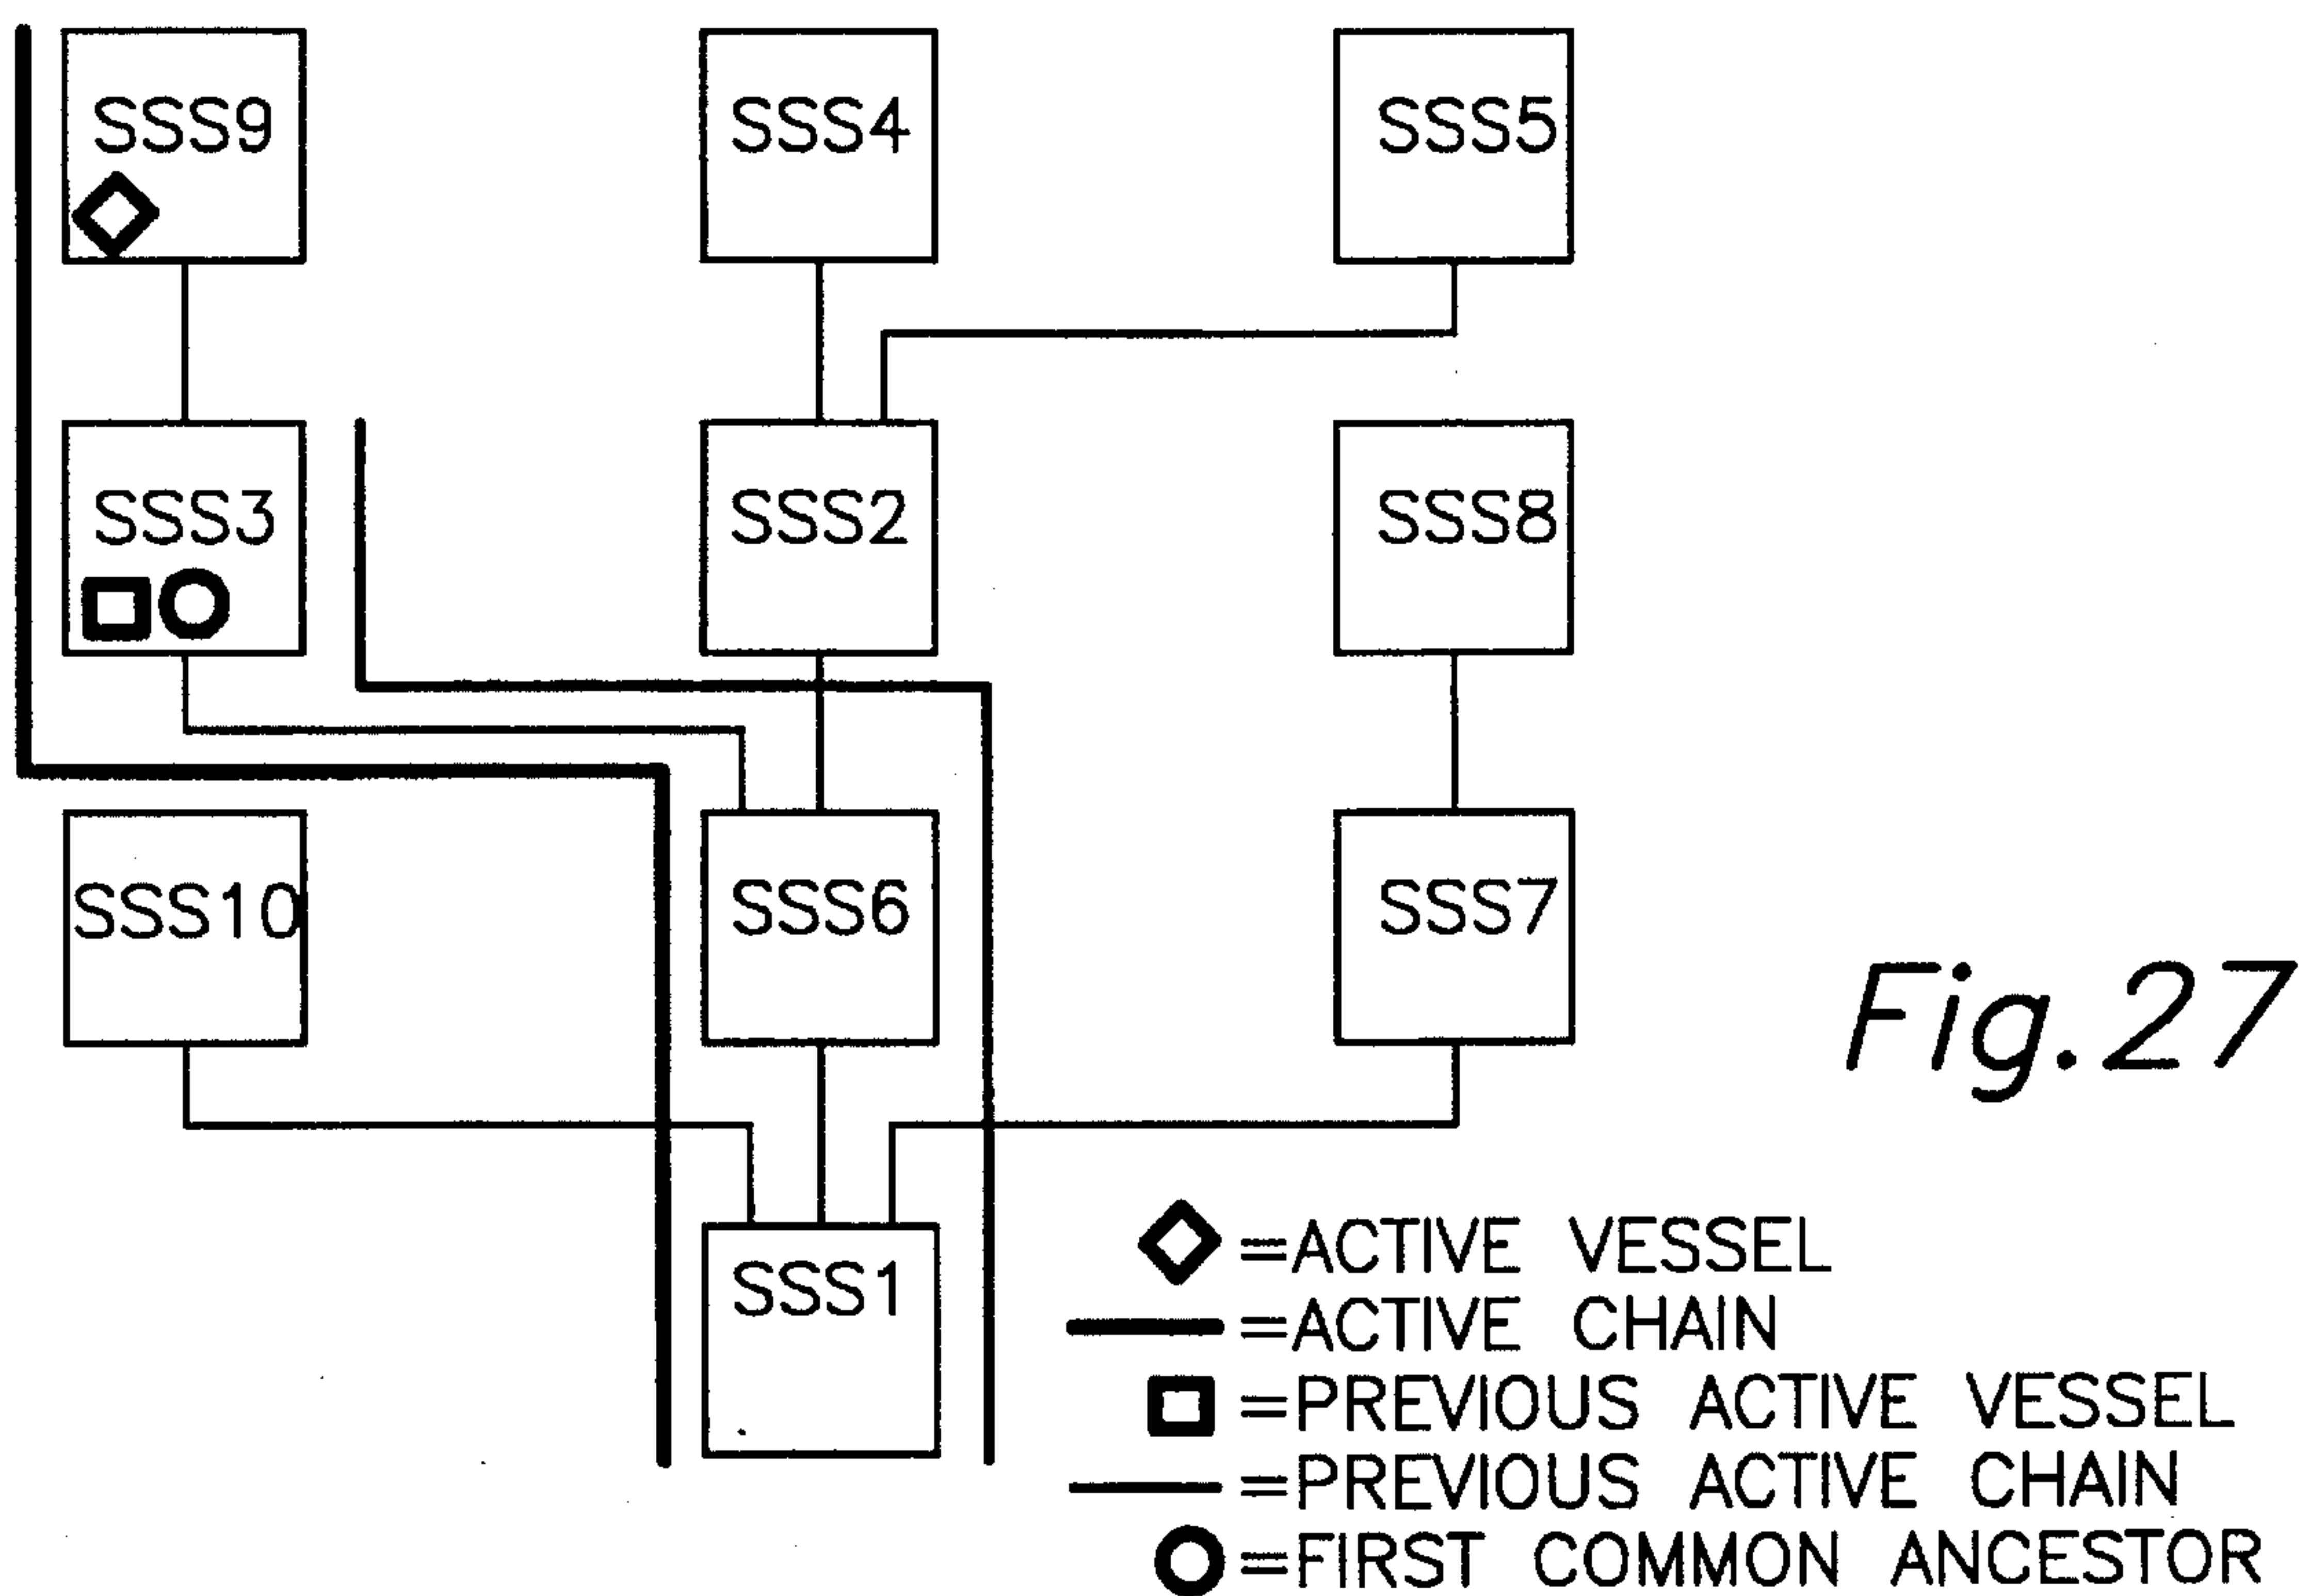 SSS9
SSS4
SSS5
SSS3
SSS2
SSS8
SSS10
SSS6
SSS7
Fig.27
SSS1
=ACTIVE VESSEL
=ACTIVE CHAIN
=PREVIOUS ACTIVE VESSEL
=PREVIOUS ACTIVE CHAIN
=FIRST COMMON ANCESTOR